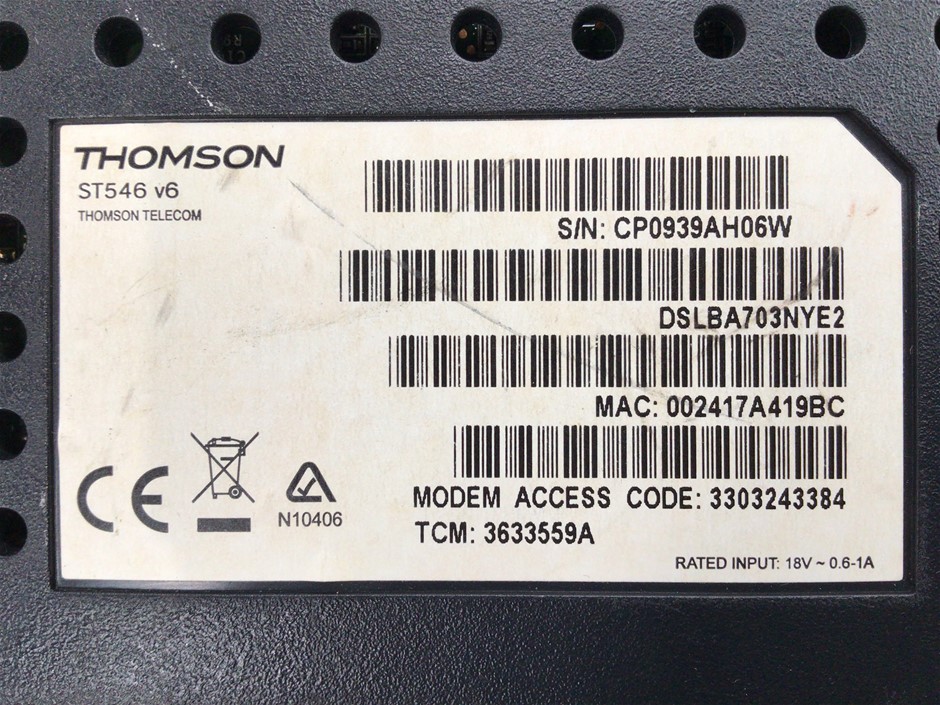 THOMSON
ST546 v6
THOMSON TELECOM
S/N: CP0939AH06W
DSLBA703NYE2
MAC: 002417A419BC
MODEM ACCESS CODE: 3303243384
TCM: 3633559A
CE
N10406
RATED INPUT: 18V ~ 0.6-1A